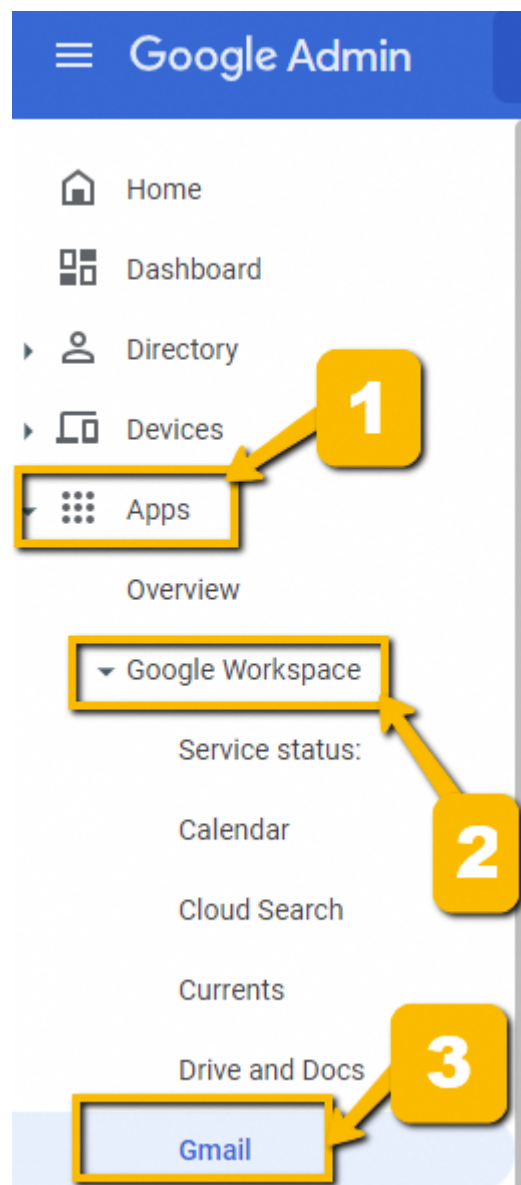 Google Admin
Home
Dashboard
Directory
1
Devices
Apps
Overview
Google Workspace
Service status:
Calendar
2
Cloud Search
Currents
Drive and Docs
3
Gmail